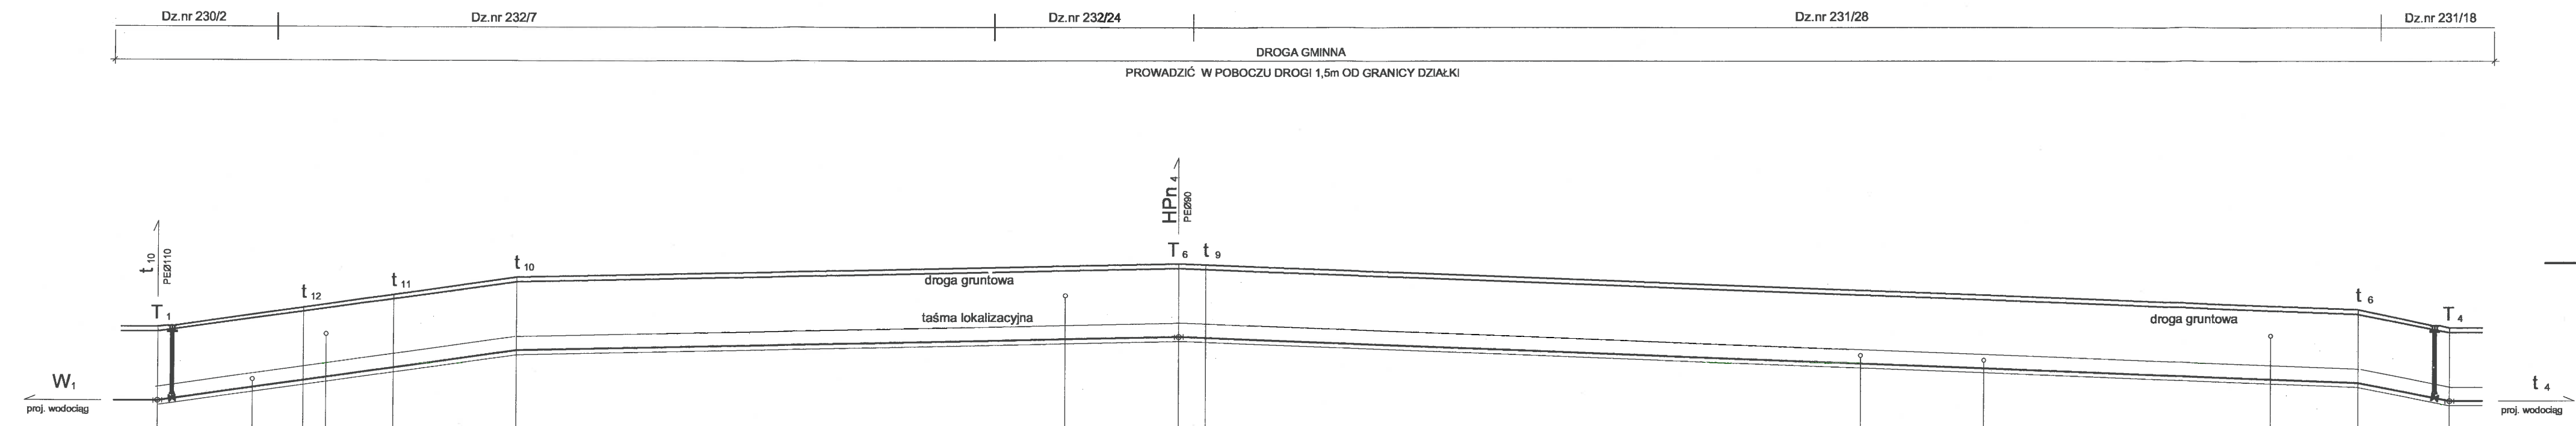 Dz.nr 230/2
Dz.nr 232/7
Dz.nr 232/24
Dz.nr 231/28
Dz.nr 231/18
DROGA GMINNA
PROWADZIĆ W POBOCZU DROGI 1,5m OD GRANICY DZIAŁKI
t 10
PEØ110
HPn 4
PEØ90
T 1
t 12
t 11
t 10
T 6
t 9
t 6
T 4
droga gruntowa
taśma lokalizacyjna
droga gruntowa
W1
proj. wodociąg
t 4
proj. wodociąg